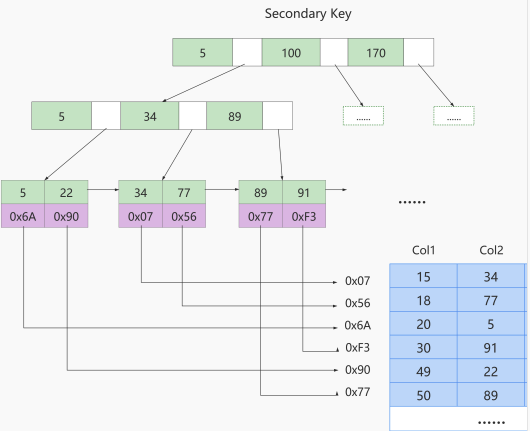 Secondary Key
5 100 170
5 34 89
...... ......
5 22 34 77 89 91
0x6A 0x90 0x07 0x56 0x77 0xF3
......
Col1 Col2
0x07 15 34
0x56 18 77
0x6A 20 5
0xF3 30 91
0x90 49 22
0x77 50 89
......